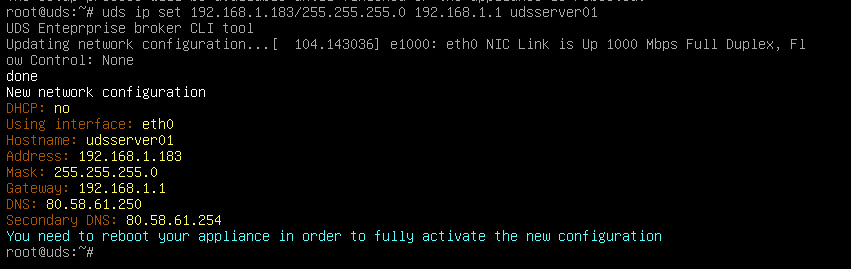 root@uds:~# uds ip set 192.168.1.183/255.255.255.0 192.168.1.1 udsserver01
UDS Enteprprise broker CLI tool
Updating network configuration...[  104.143036] e1000: eth0 NIC Link is Up 1000 Mbps Full Duplex, Fl
ow Control: None
done
New network configuration
DHCP: no
Using interface: eth0
Hostname: udsserver01
Address: 192.168.1.183
Mask: 255.255.255.0
Gateway: 192.168.1.1
DNS: 80.58.61.250
Secondary DNS: 80.58.61.254
You need to reboot your appliance in order to fully activate the new configuration
root@uds:~#